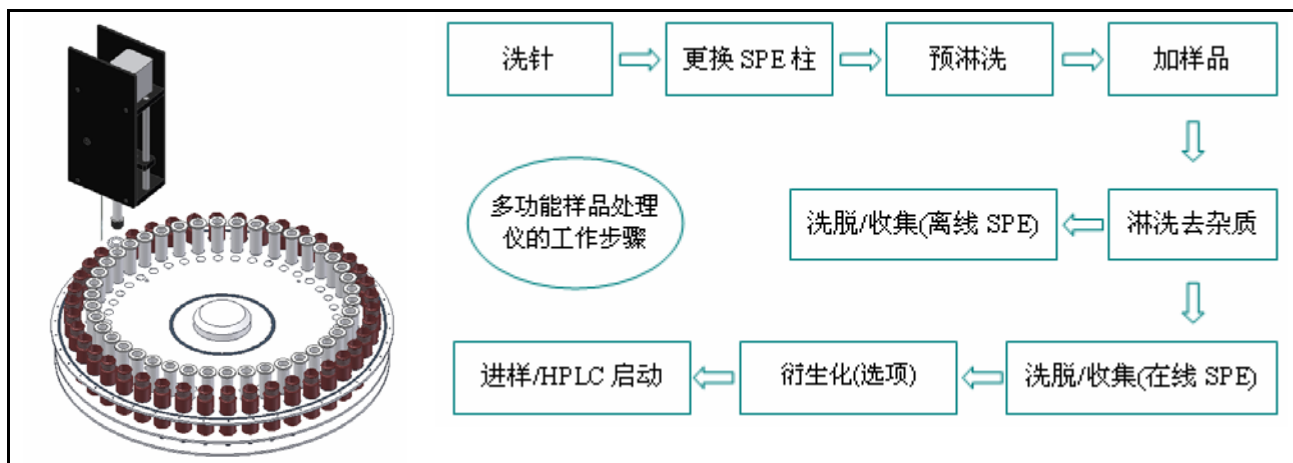 洗针
更换 SPE 柱
预淋洗
加样品
多功能样品处理
仪的工作步骤
洗脱/收集(离线 SPE)
淋洗去杂质
进样/HPLC 启动
衍生化(选项)
洗脱/收集(在线 SPE)